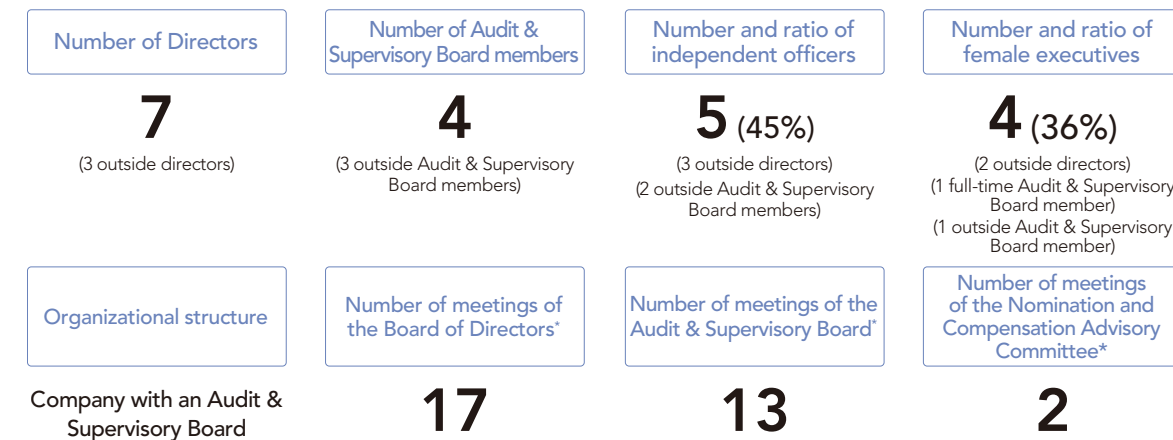 Number of Directors
7
(3 outside directors)
Number of Audit &
Supervisory Board members
4
(3 outside Audit & Supervisory
Board members)
Number and ratio of
independent officers
5 (45%)
(3 outside directors)
(2 outside Audit & Supervisory
Board members)
Number and ratio of
female executives
4 (36%)
(2 outside directors)
(1 full-time Audit & Supervisory
Board member)
(1 outside Audit & Supervisory
Board member)
Organizational structure
Company with an Audit &
Supervisory Board
Number of meetings of
the Board of Directors*
17
Number of meetings of the
Audit & Supervisory Board*
13
Number of meetings
of the Nomination and
Compensation Advisory
Committee*
2